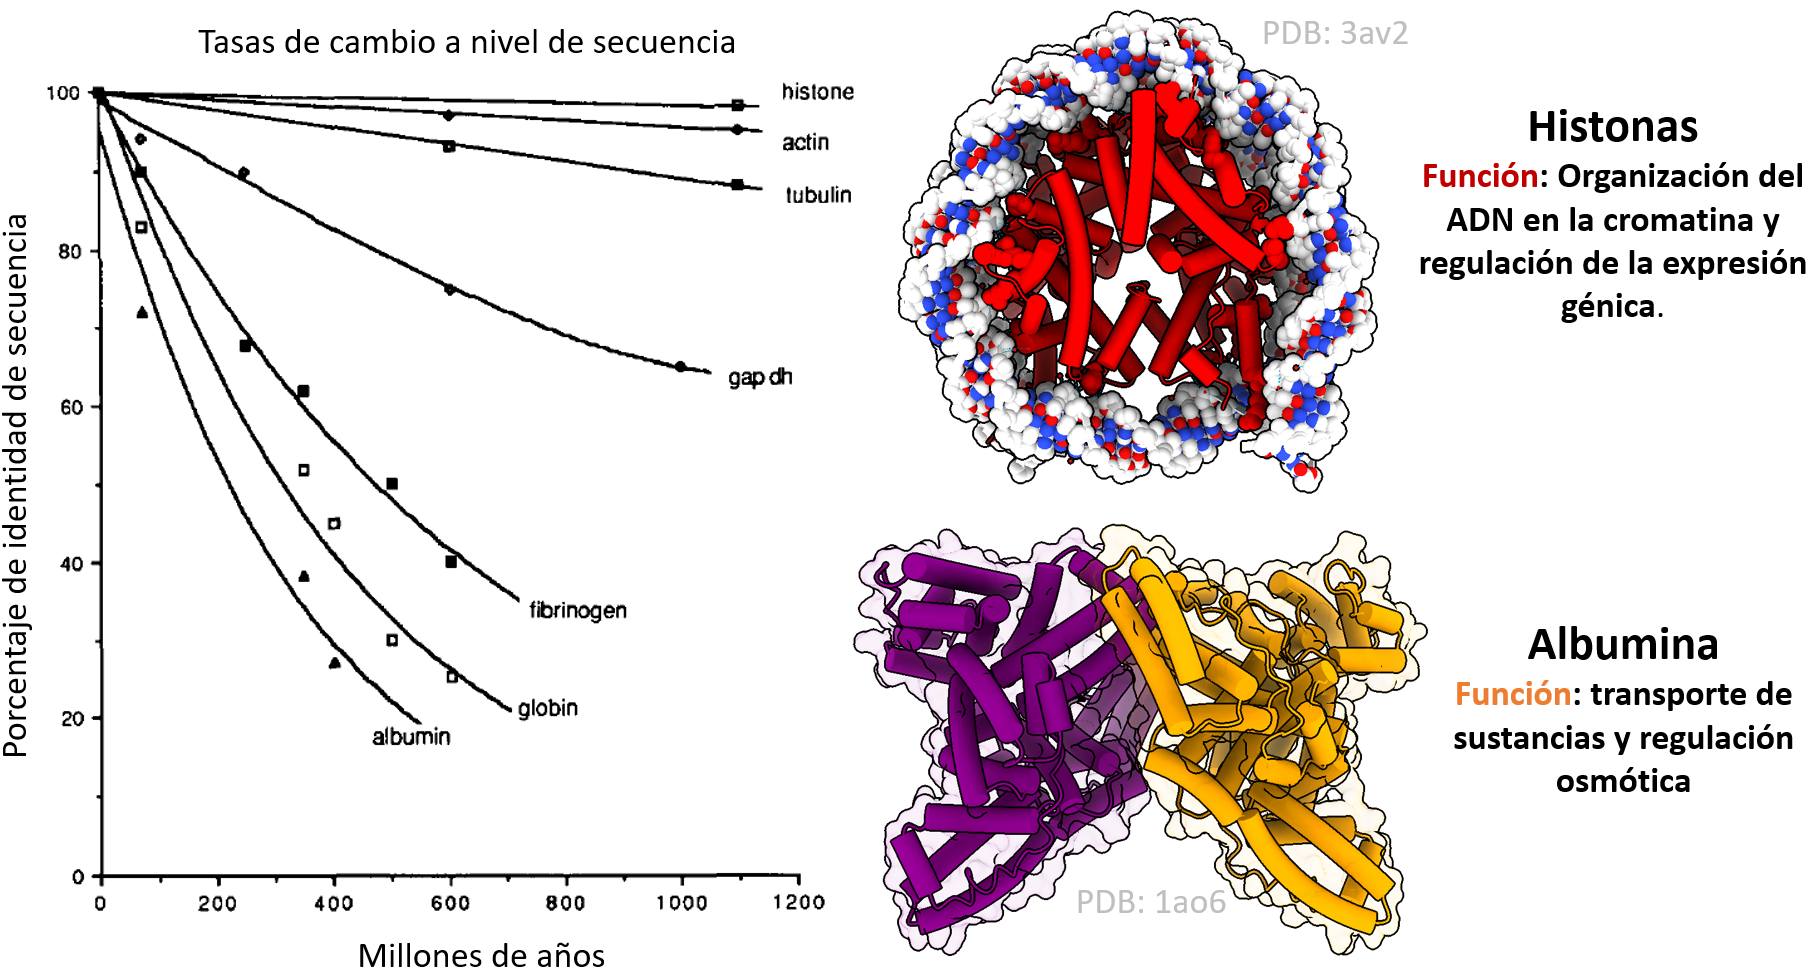 Tasas de cambio a nivel de secuencia
Porcentaje de identidad de secuencia
100
80
60
40
20
0
0 200 400 600 800 1000 1200
Millones de años
histone
actin
tubulin
gap dh
fibrinogen
globin
albumin
PDB: 3av2
Histonas
Función: Organización del
ADN en la cromatina y
regulación de la expresión
génica.
Albumina
Función: transporte de
sustancias y regulación
osmótica
PDB: 1ao6